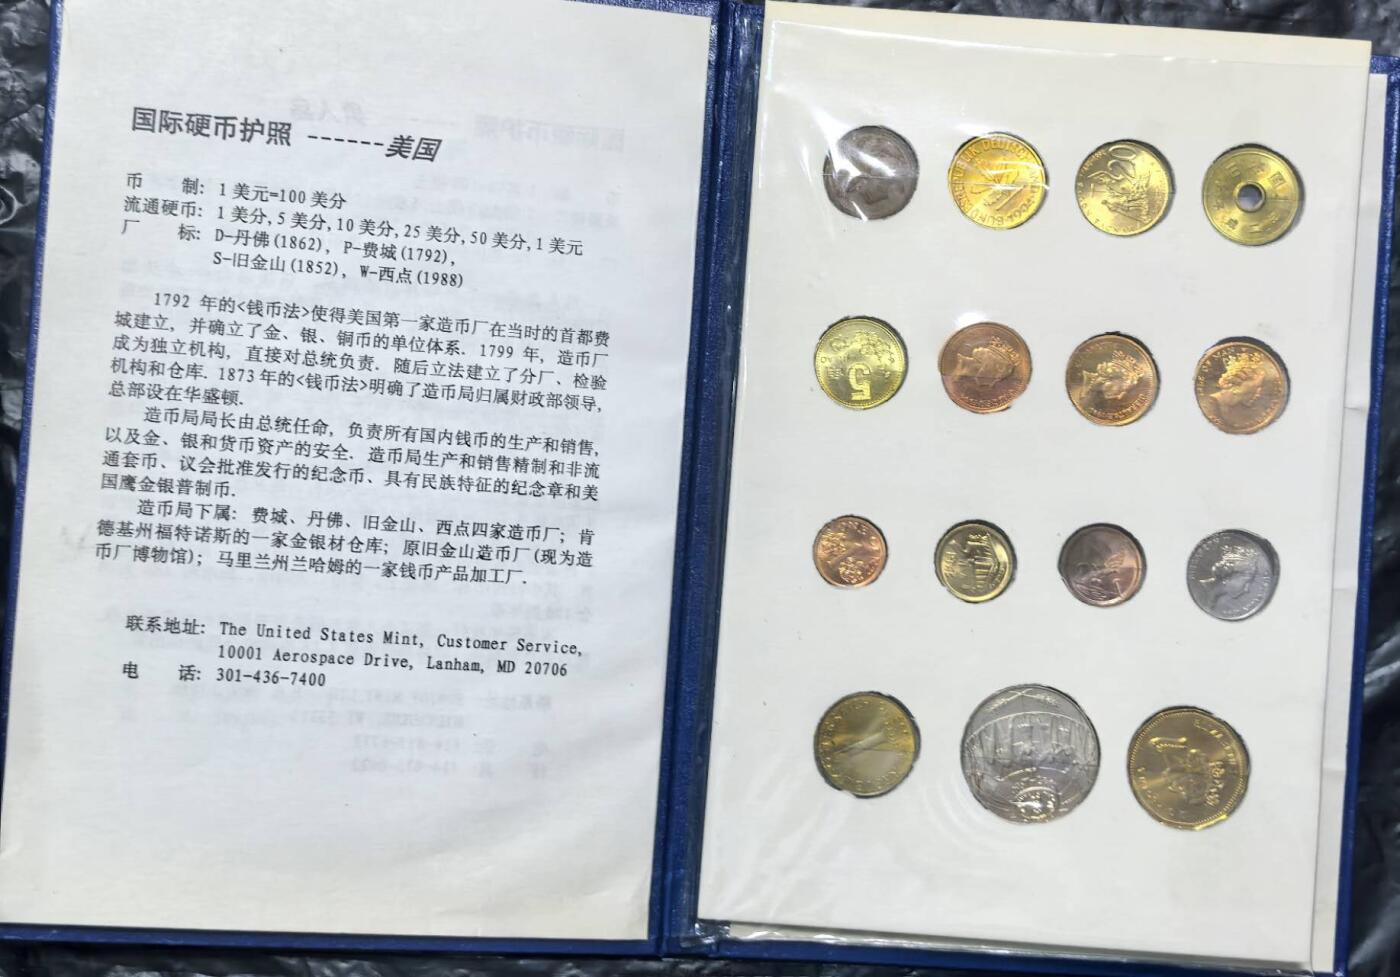 国际硬币护照 ------美国
币 制: 1 美元=100 美分
流通硬币: 1 美分, 5 美分, 10 美分, 25 美分, 50 美分, 1 美元
厂 标: D-丹佛(1862), P-费城(1792),
S-旧金山(1852), W-西点(1988)
1792 年的<钱币法>使得美国第一家造币厂在当时的首都费
城建立, 并确立了金、银、铜币的单位体系. 1799 年, 造币厂
成为独立机构, 直接对总统负责. 随后立法建立了分厂、检验
机构和仓库. 1873 年的<钱币法>明确了造币局归属财政部领导,
总部设在华盛顿.
造币局局长由总统任命, 负责所有国内钱币的生产和销售,
以及金、银和货币资产的安全. 造币局生产和销售精制和非流
通套币、议会批准发行的纪念币、具有民族特征的纪念章和美
国鹰金银普制币.
造币局下属: 费城、丹佛、旧金山、西点四家造币厂; 肯
德基州福特诺斯的一家金银材仓库; 原旧金山造币厂(现为造
币厂博物馆); 马里兰州兰哈姆的一家钱币产品加工厂.
联系地址: The United States Mint, Customer Service,
10001 Aerospace Drive, Lanham, MD 20706
电 话: 301-436-7400
BUNDESREPUBLIK DEUTSCHLAND
20
5